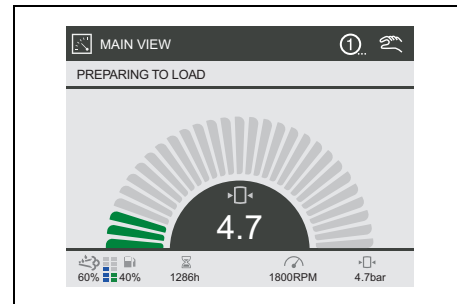 MAIN VIEW ①...
PREPARING TO LOAD
4.7
60% 40% 1286h 1800RPM 4.7bar